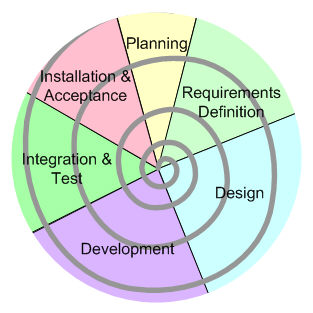 Planning
Requirements
Definition
Design
Development
Integration &
Test
Installation &
Acceptance